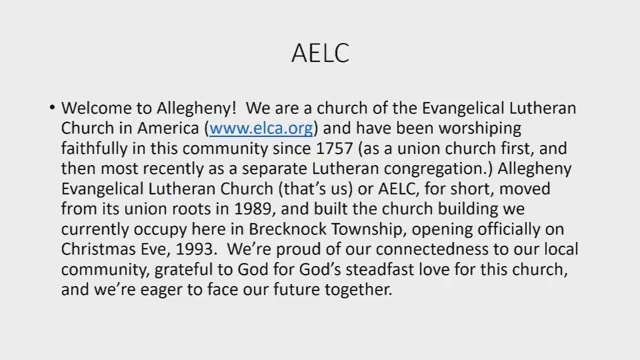 AELC
• Welcome to Allegheny!  We are a church of the Evangelical Lutheran
Church in America (www.elca.org) and have been worshiping
faithfully in this community since 1757 (as a union church first, and
then most recently as a separate Lutheran congregation.) Allegheny
Evangelical Lutheran Church (that’s us) or AELC, for short, moved
from its union roots in 1989, and built the church building we
currently occupy here in Brecknock Township, opening officially on
Christmas Eve, 1993.  We’re proud of our connectedness to our local
community, grateful to God for God’s steadfast love for this church,
and we’re eager to face our future together.